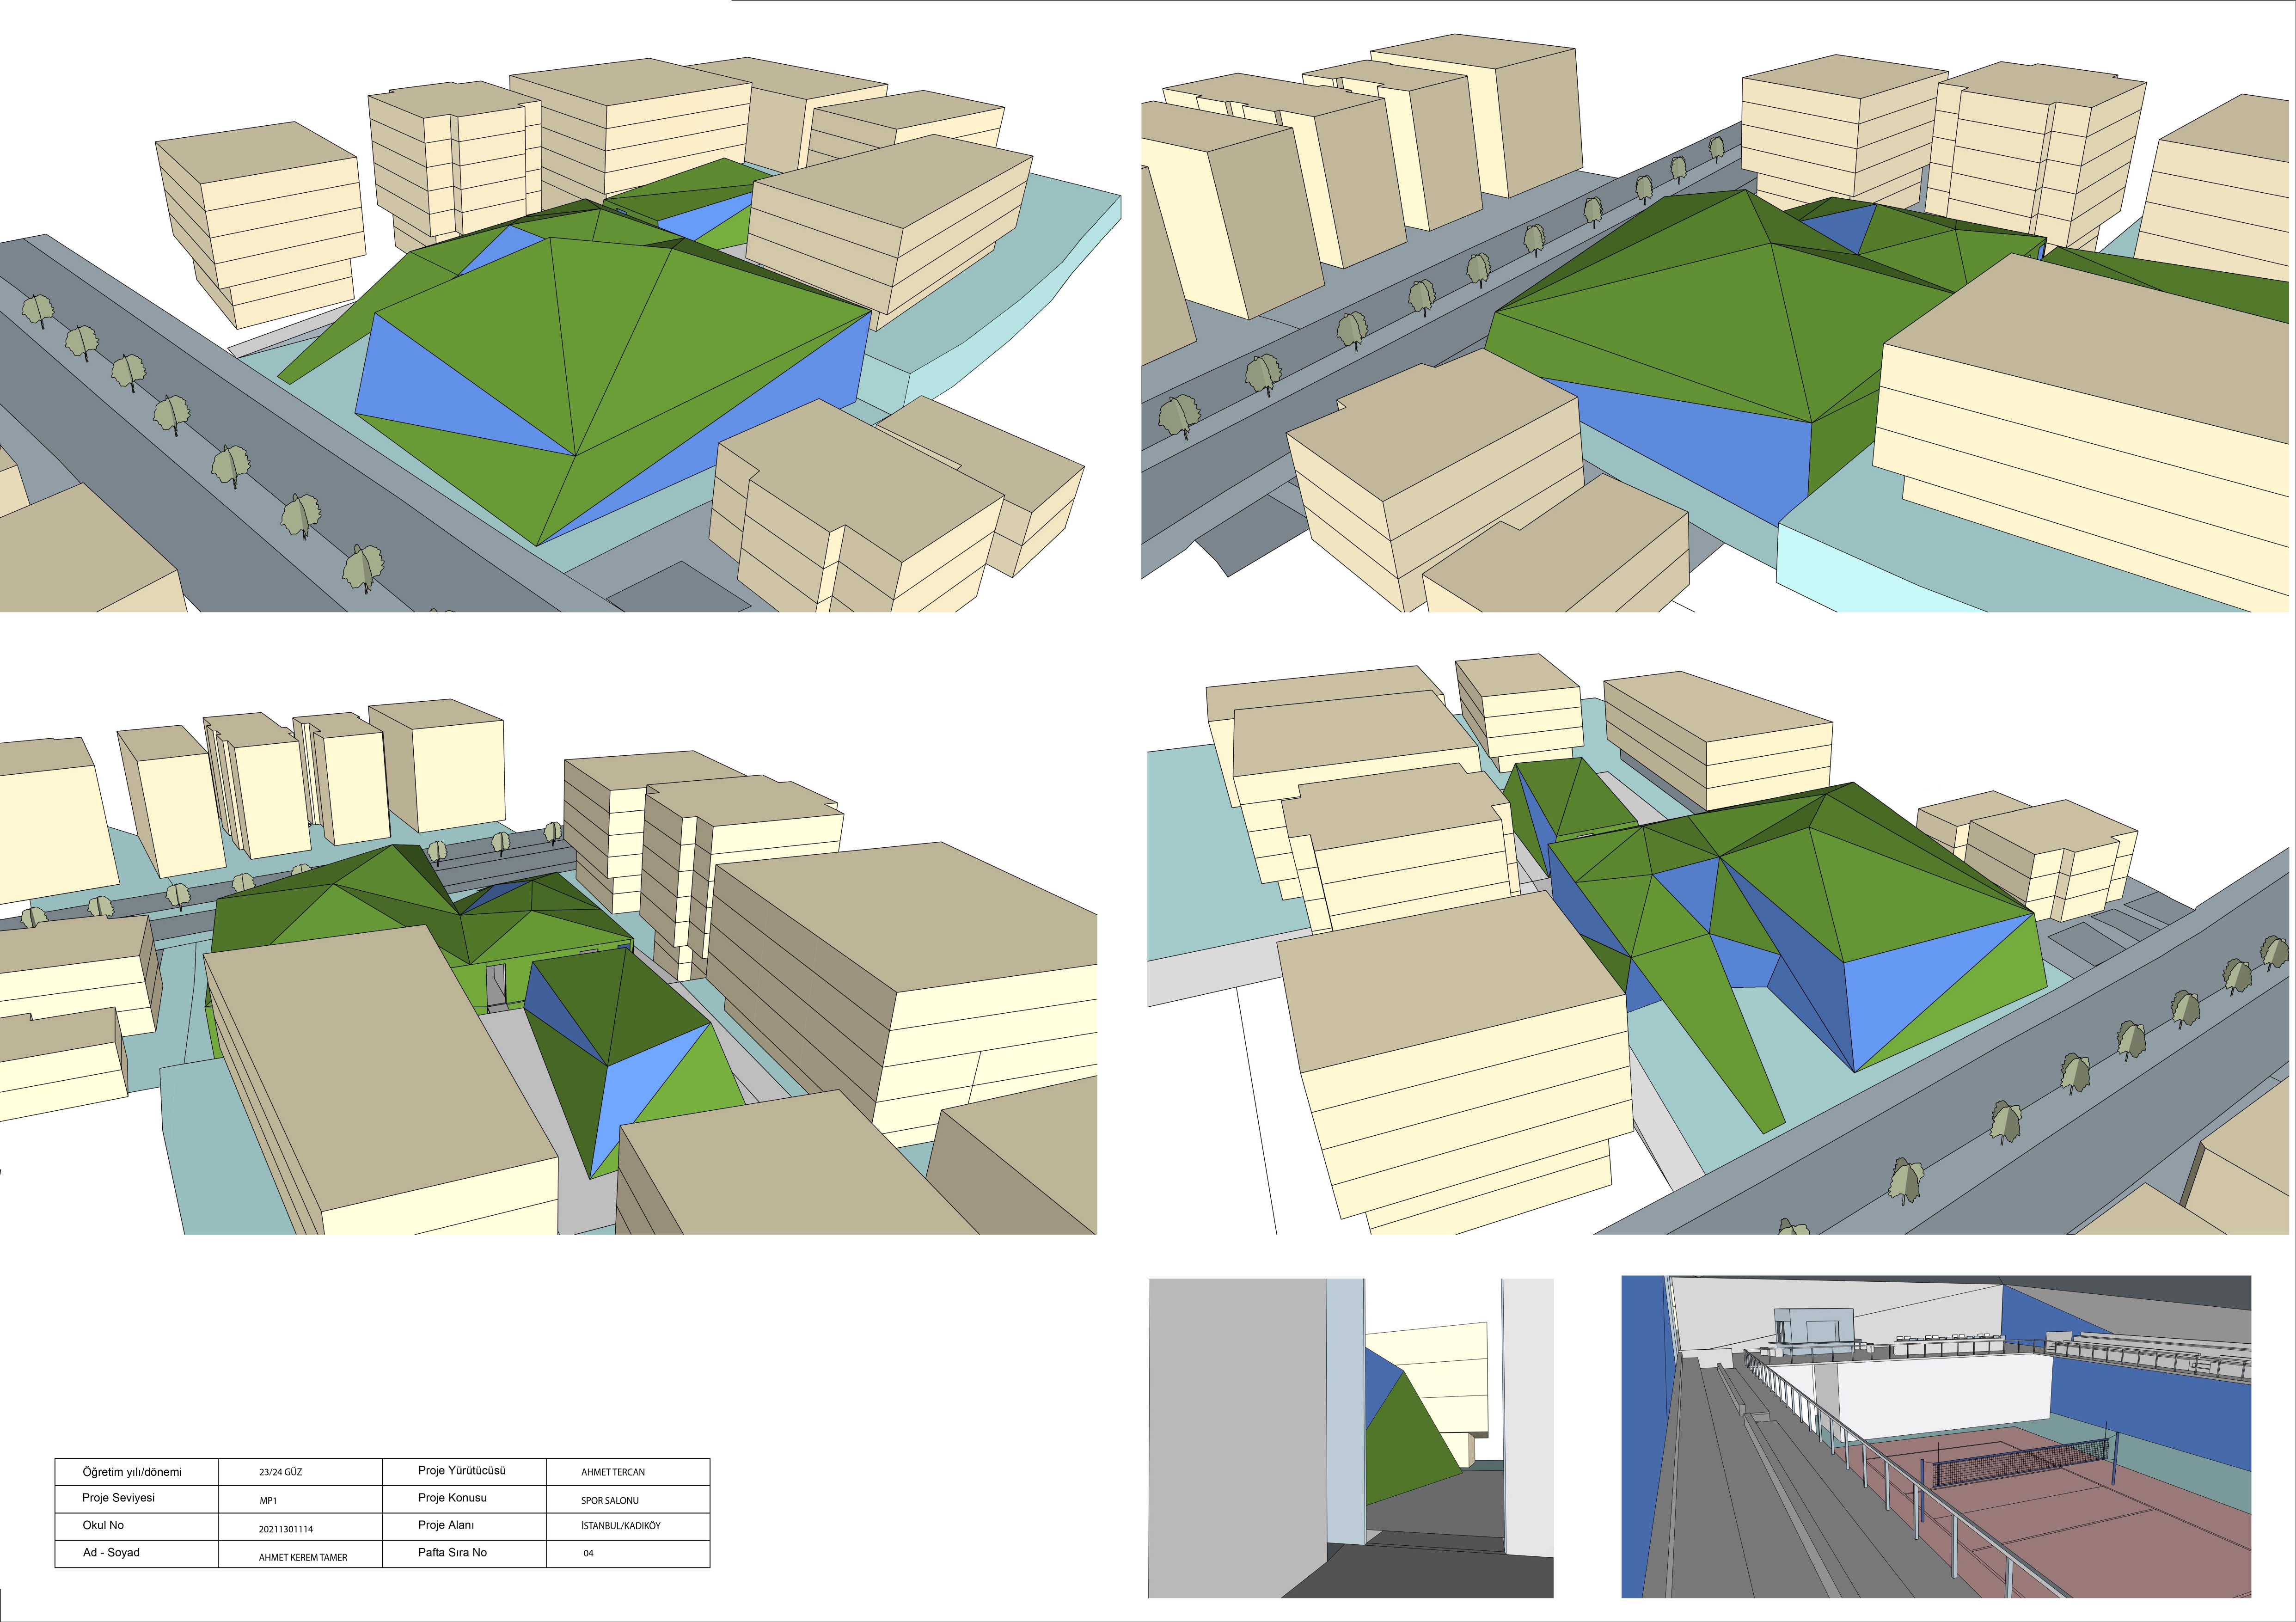 Öğretim yılı/dönemi 23/24 GÜZ Proje Yürütücüsü AHMET TERCAN
Proje Seviyesi MP1 Proje Konusu SPOR SALONU
Okul No 20211301114 Proje Alanı İSTANBUL/KADIKÖY
Ad - Soyad AHMET KEREM TAMER Pafta Sıra No 04